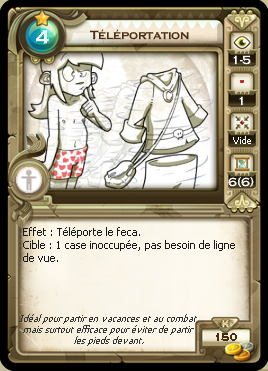 4
TÉLÉPORTATION
1-5
1
Vide
6(6)
Effet : Téléporte le feca.
Cible : 1 case inoccupée, pas besoin de ligne
de vue.
Idéal pour partir en vacances et au combat
mais surtout efficace pour éviter de partir
les pieds devant.
K
150